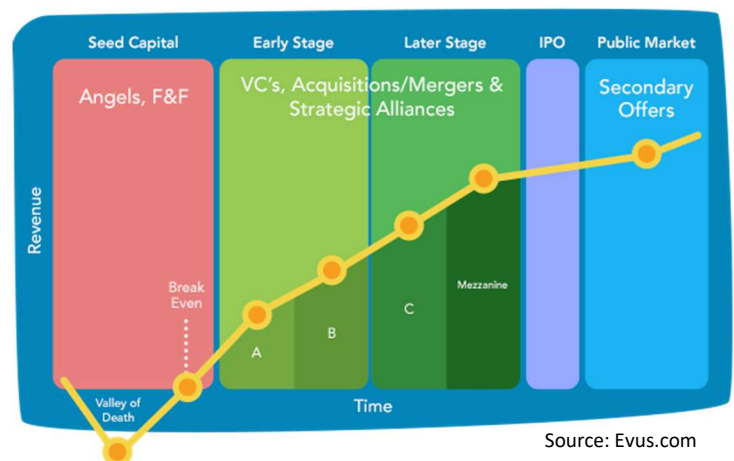 Seed Capital
Early Stage
Later Stage
IPO
Public Market
Angels, F&F
VC's, Acquisitions/Mergers &
Strategic Alliances
Secondary
Offers
Revenue
Break
Even
A
B
C
Mezzanine
Valley of
Death
Time
Source: Evus.com